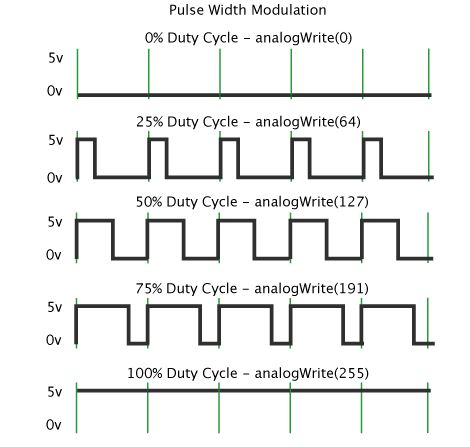 Pulse Width Modulation
0% Duty Cycle – analogWrite(0)
5v
0v
25% Duty Cycle – analogWrite(64)
5v
0v
50% Duty Cycle – analogWrite(127)
5v
0v
75% Duty Cycle – analogWrite(191)
5v
0v
100% Duty Cycle – analogWrite(255)
5v
0v